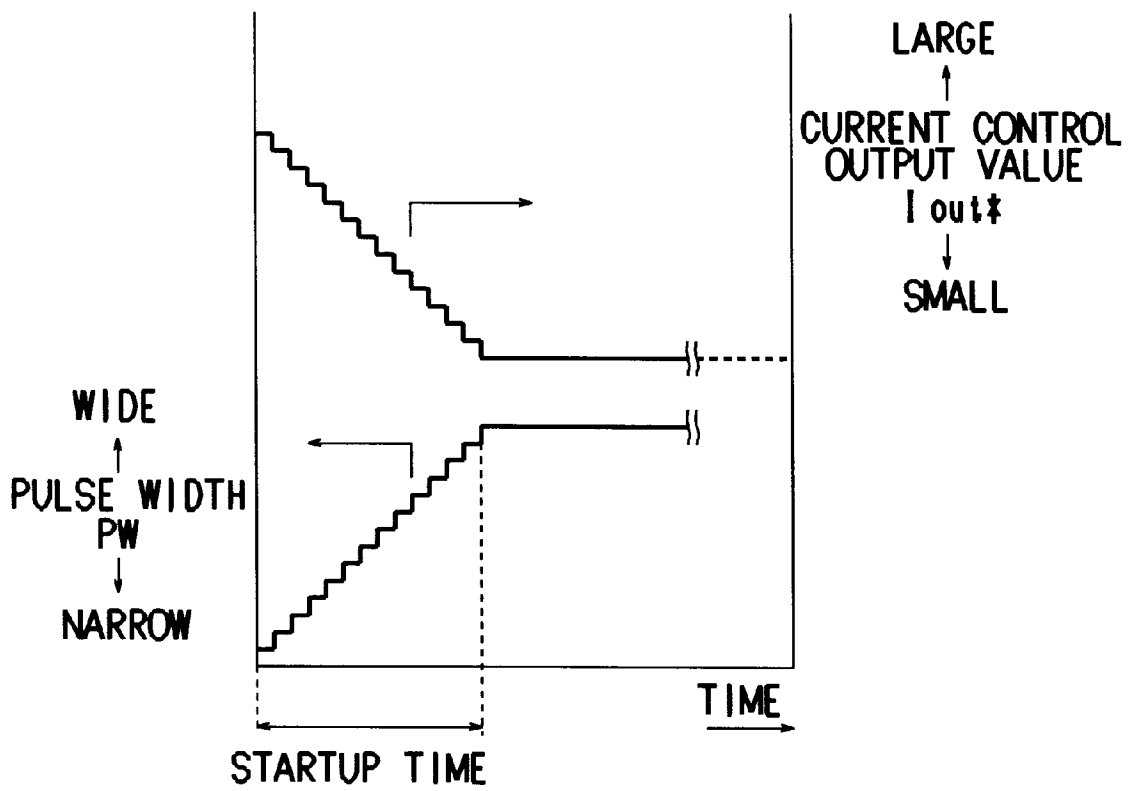 LARGE
CURRENT CONTROL
OUTPUT VALUE
I out*
SMALL
WIDE
PULSE WIDTH
PW
NARROW
TIME
STARTUP TIME